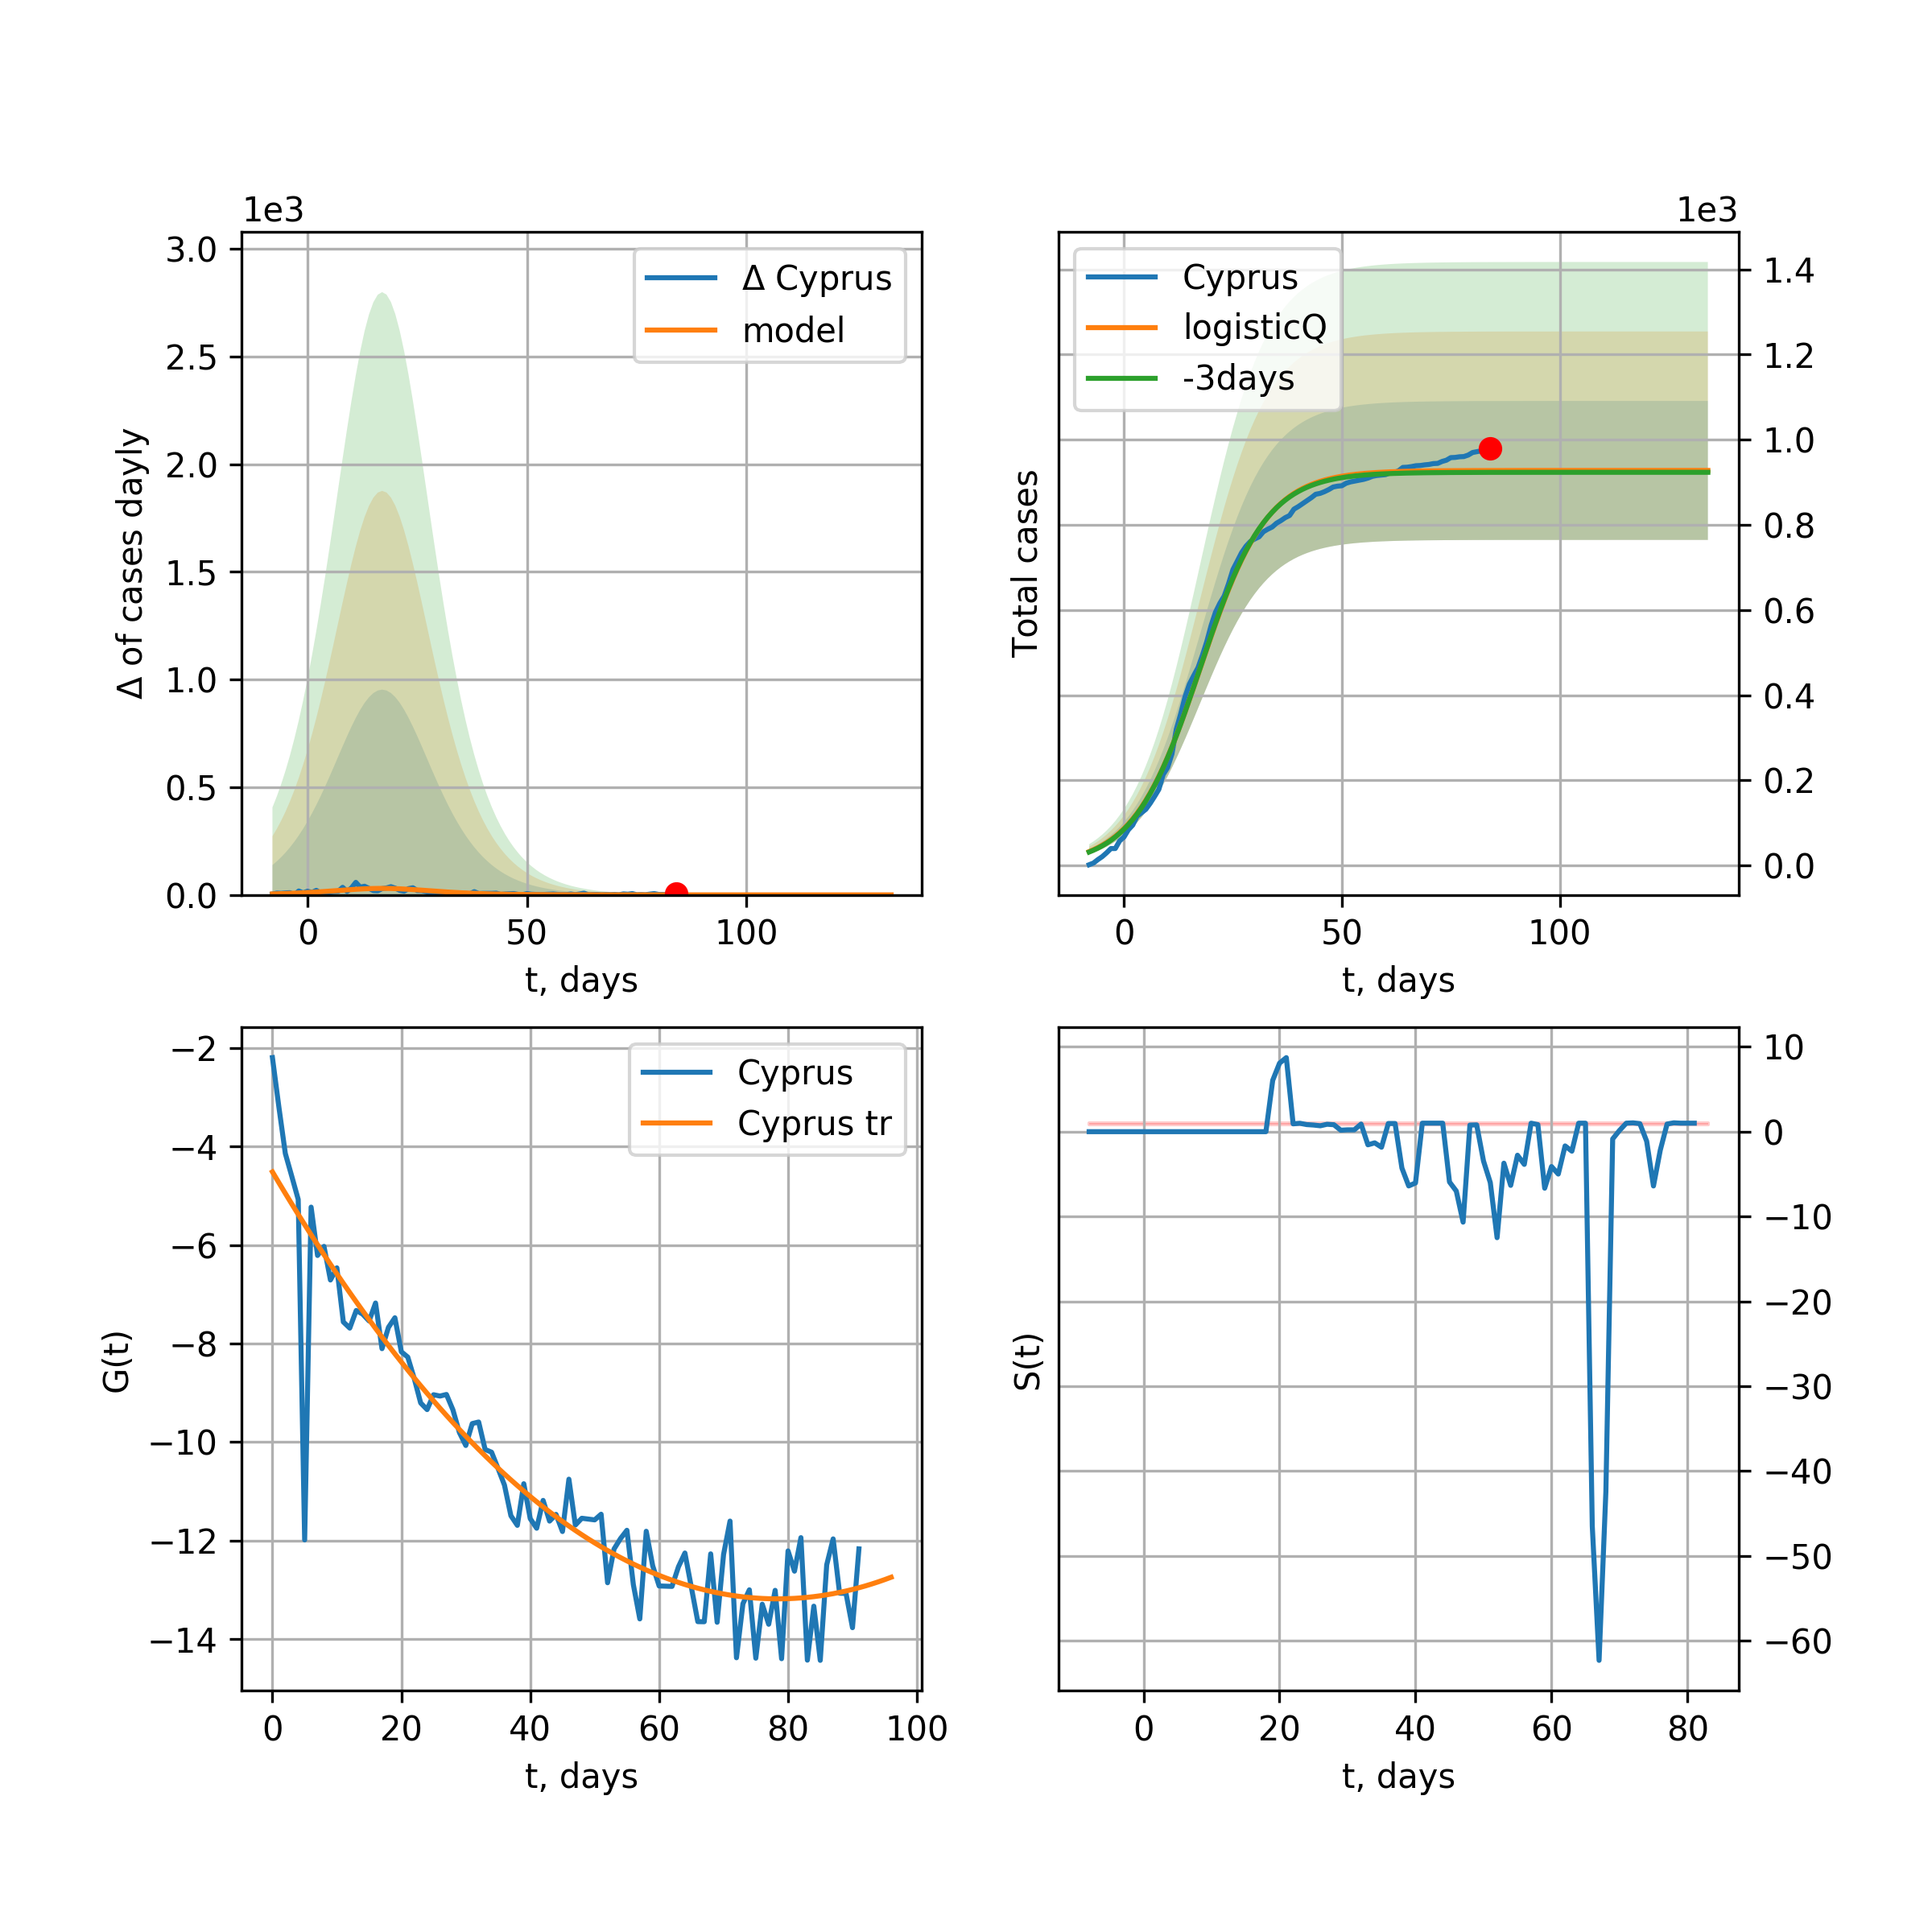 1e3
3.0
2.5
2.0
1.5
1.0
0.5
0.0
Δ of cases dayly
Δ Cyprus
model
0 50 100
t, days
1e3
Cyprus
logisticQ
-3days
Total cases
1.4
1.2
1.0
0.8
0.6
0.4
0.2
0.0
0 50 100
t, days
−2
−4
−6
−8
−10
−12
−14
G(t)
Cyprus
Cyprus tr
0 20 40 60 80 100
t, days
S(t)
10
0
−10
−20
−30
−40
−50
−60
0 20 40 60 80
t, days